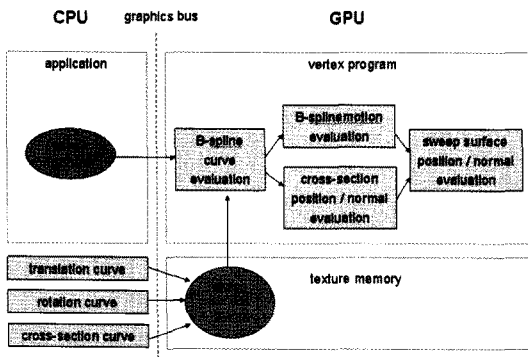 CPU
graphics bus
GPU
application
vertex program
B-spline
curve
evaluation
B-splinemotion
evaluation
cross-section
position / normal
evaluation
sweep surface
position / normal
evaluation
translation curve
rotation curve
cross-section curve
texture memory